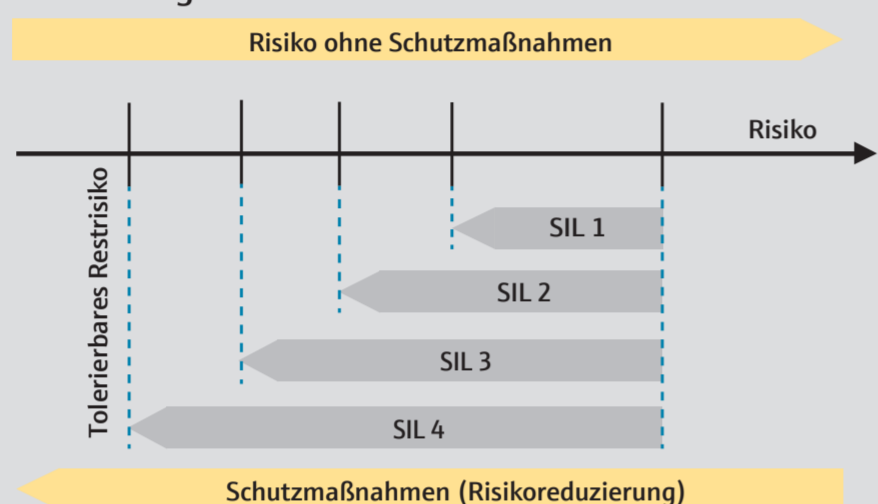 Risiko ohne Schutzmaßnahmen
Risiko
Tolerierbares Restrisiko
SIL 1
SIL 2
SIL 3
SIL 4
Schutzmaßnahmen (Risikoreduzierung)